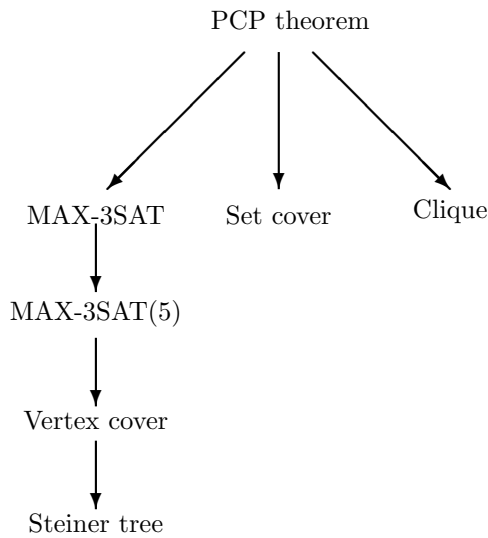 PCP theorem
MAX-3SAT
Set cover
Clique
MAX-3SAT(5)
Vertex cover
Steiner tree